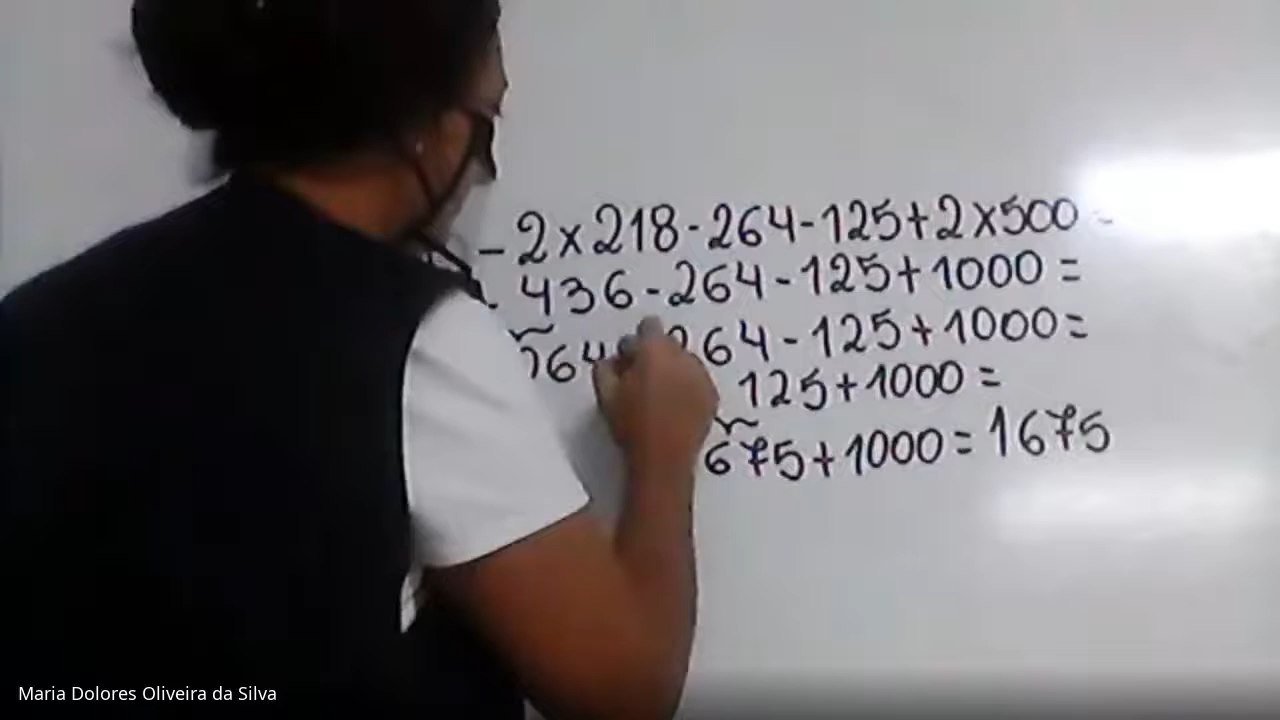 - 2x218-264-125+2x500 =
- 436-264-125+1000 =
264-125+1000=
125+1000 =
675+1000=1675
Maria Dolores Oliveira da Silva